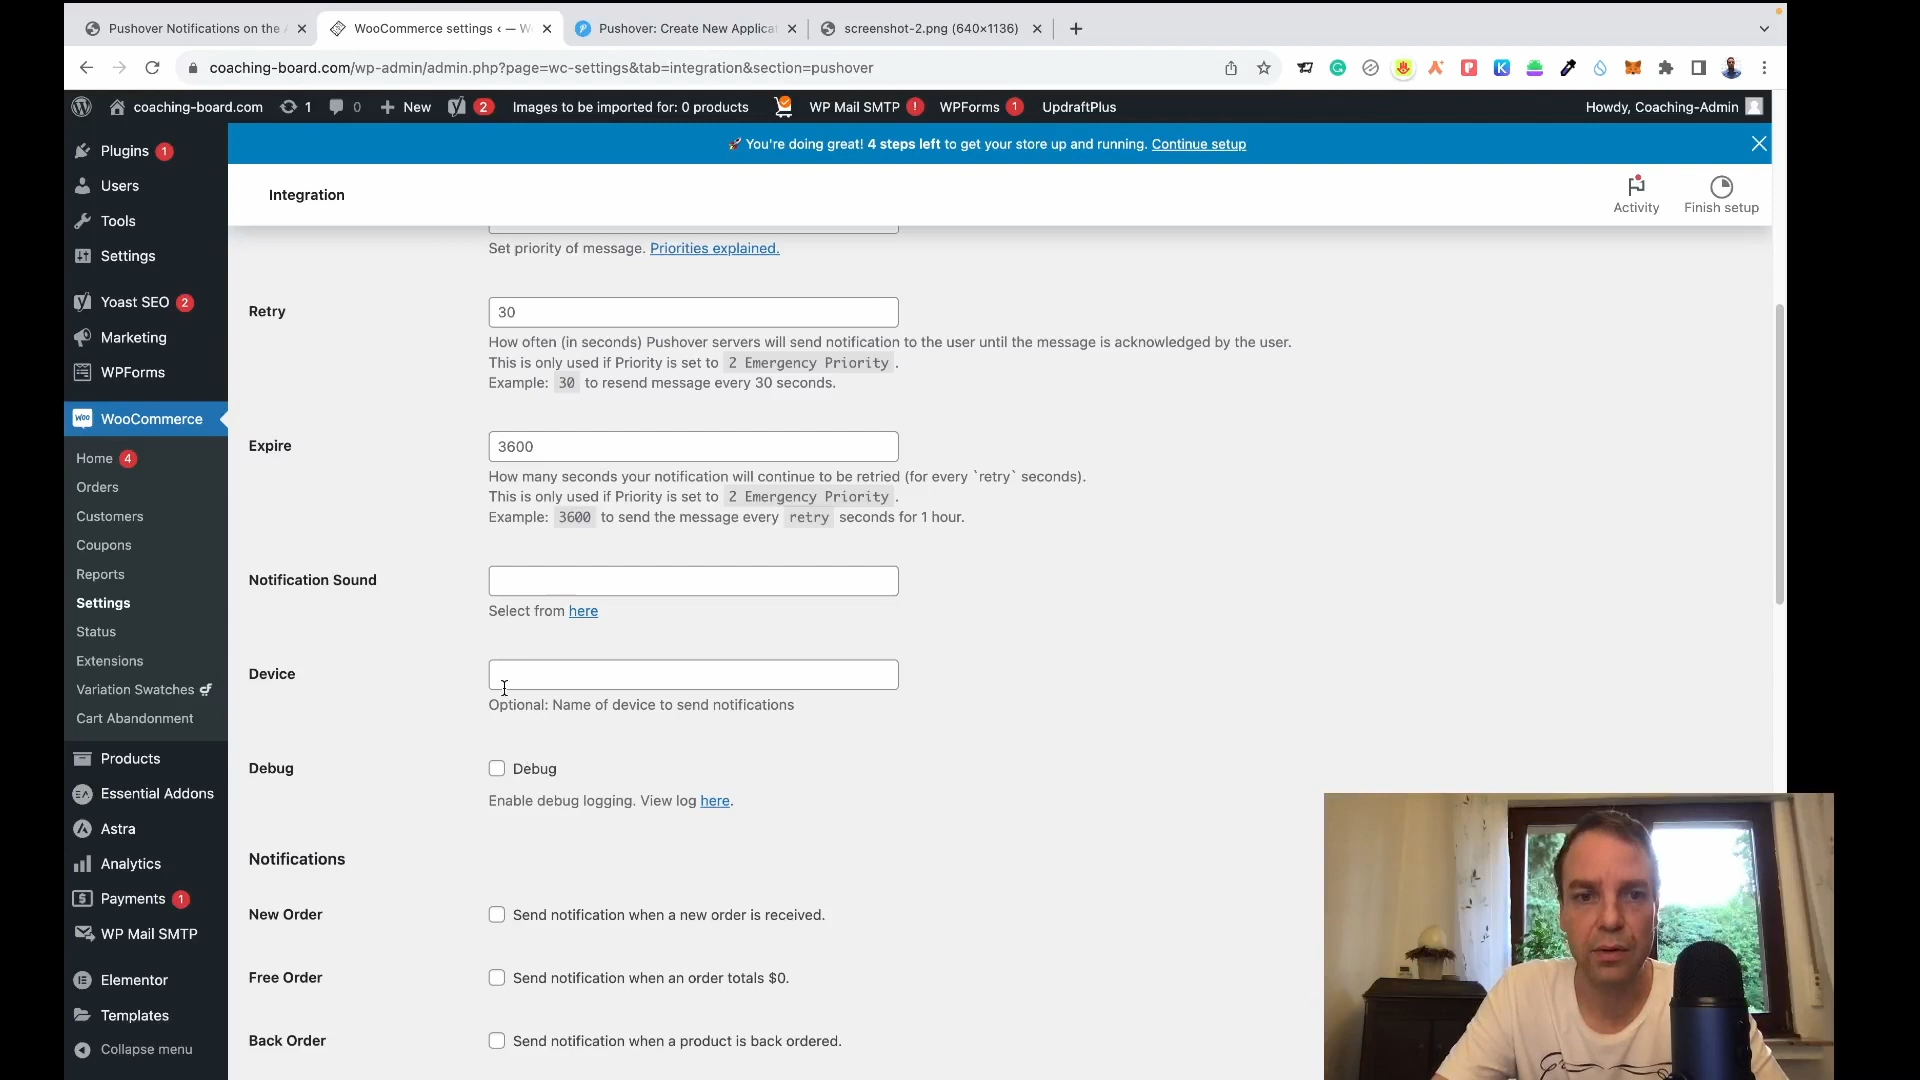 Pushover Notifications on the
WooCommerce settings ‹ — W
Pushover: Create New Applicat
screenshot-2.png (640×1136)
coaching-board.com/wp-admin/admin.php?page=wc-settings&tab=integration&section=pushover
coaching-board.com
1
0
New
2
Images to be imported for: 0 products
WP Mail SMTP !
WPForms 1
UpdraftPlus
Howdy, Coaching-Admin
🚀 You're doing great! 4 steps left to get your store up and running. Continue setup
Integration
Activity
Finish setup
Plugins 1
Users
Tools
Settings
Yoast SEO 2
Marketing
WPForms
WooCommerce
Home 4
Orders
Customers
Coupons
Reports
Settings
Status
Extensions
Variation Swatches
Cart Abandonment
Products
Essential Addons
Astra
Analytics
Payments 1
WP Mail SMTP
Elementor
Templates
Collapse menu
Set priority of message. Priorities explained.
Retry
30
How often (in seconds) Pushover servers will send notification to the user until the message is acknowledged by the user.
This is only used if Priority is set to 2 Emergency Priority .
Example: 30 to resend message every 30 seconds.
Expire
3600
How many seconds your notification will continue to be retried (for every `retry` seconds).
This is only used if Priority is set to 2 Emergency Priority .
Example: 3600 to send the message every retry seconds for 1 hour.
Notification Sound
Select from here
Device
Optional: Name of device to send notifications
Debug
Debug
Enable debug logging. View log here.
Notifications
New Order
Send notification when a new order is received.
Free Order
Send notification when an order totals $0.
Back Order
Send notification when a product is back ordered.